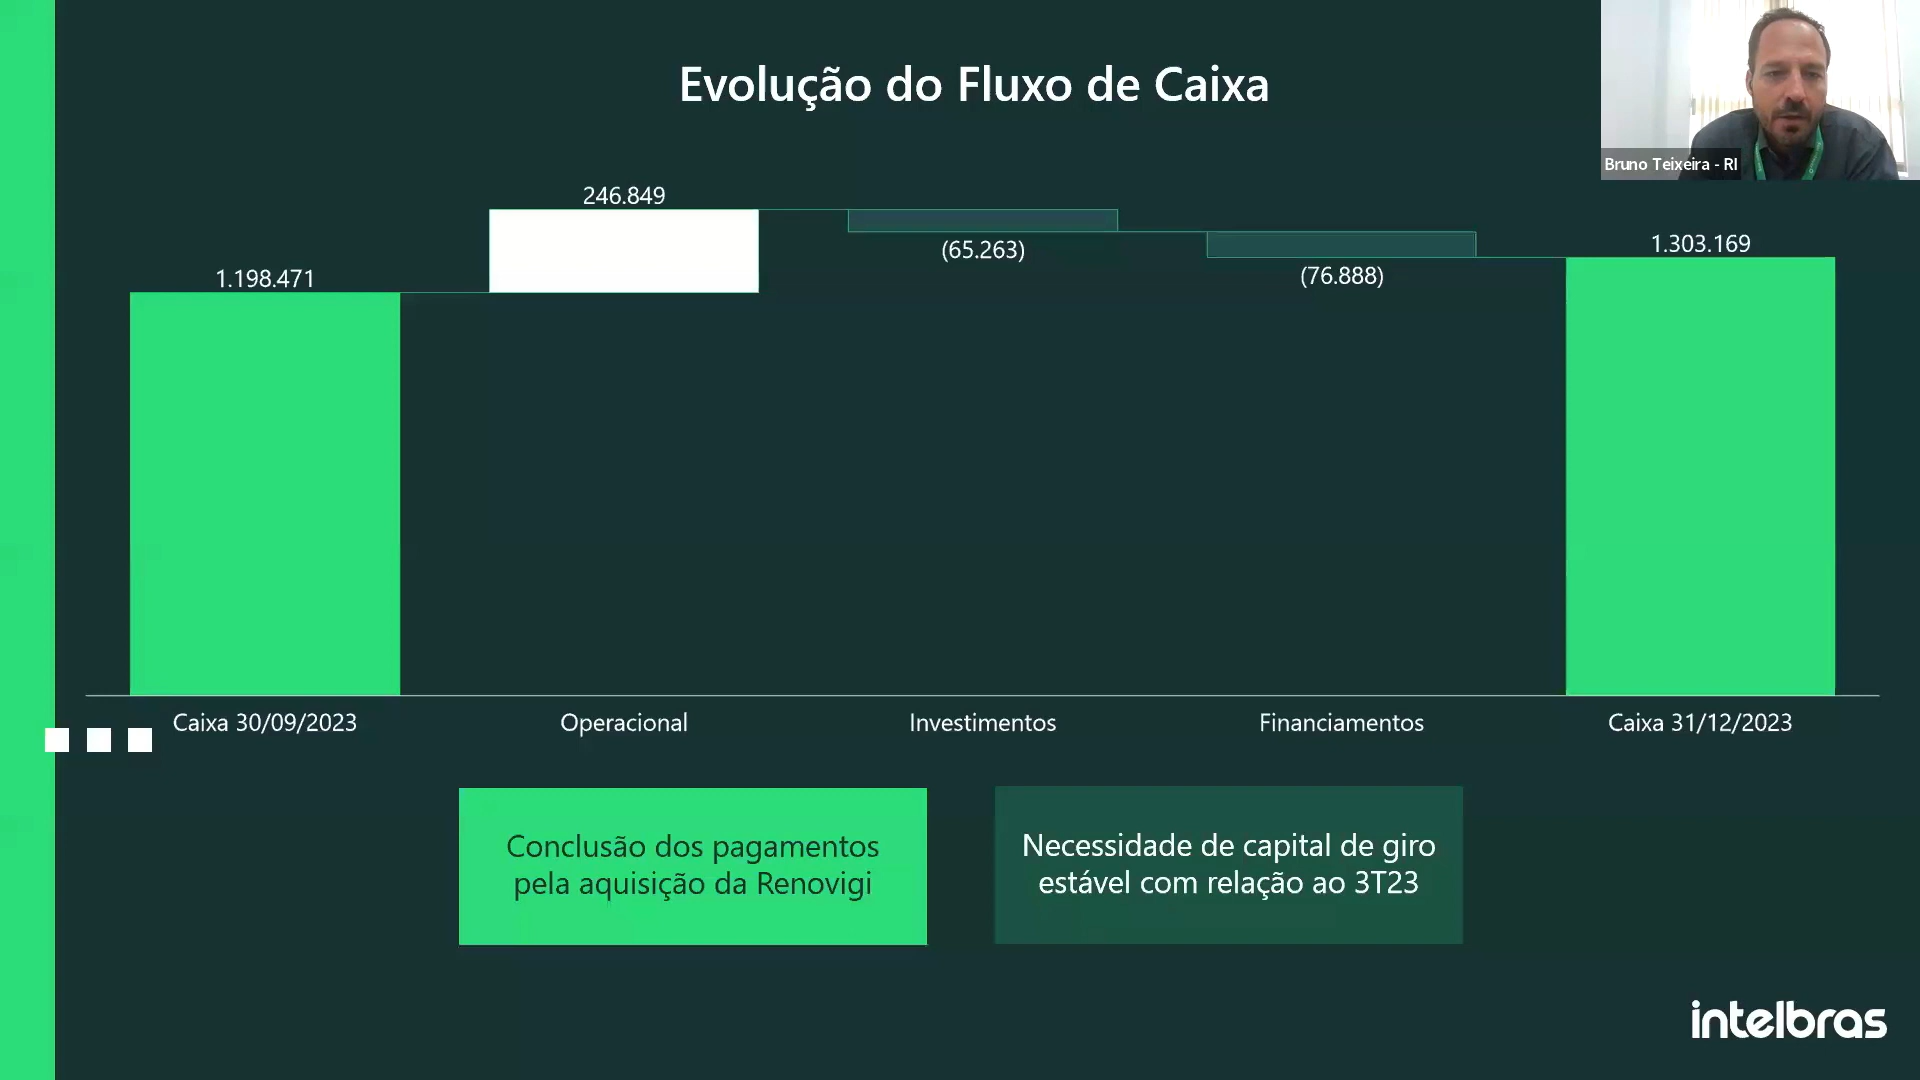 Evolução do Fluxo de Caixa
Bruno Teixeira - RI
246.849
1.198.471
(65.263)
(76.888)
1.303.169
Caixa 30/09/2023
Operacional
Investimentos
Financiamentos
Caixa 31/12/2023
Conclusão dos pagamentos
pela aquisição da Renovigi
Necessidade de capital de giro
estável com relação ao 3T23
intelbras